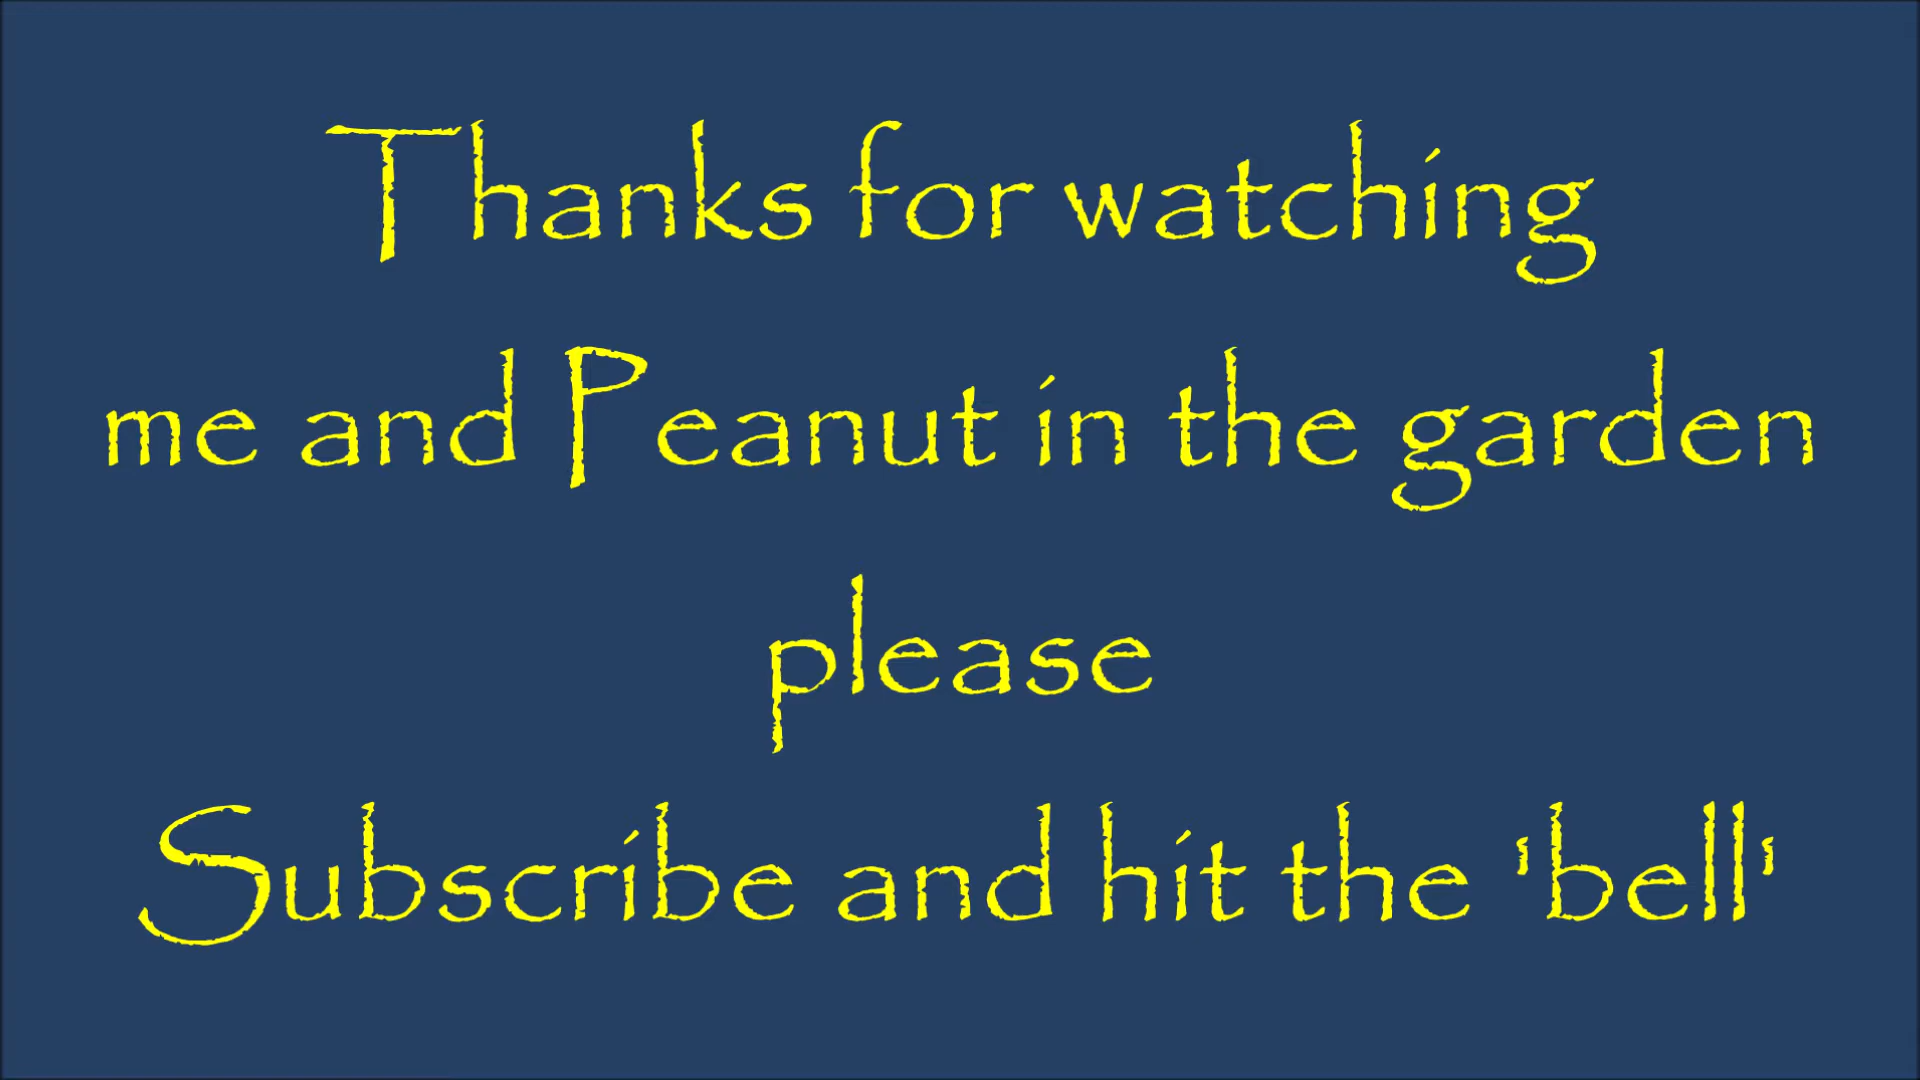 Thanks for watching
me and Peanut in the garden
please
Subscribe and hit the 'bell'